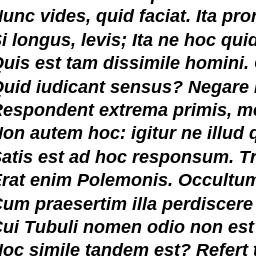 Nunc vides, quid faciat. Ita pron
Si longus, levis; Ita ne hoc quid
Quis est tam dissimile homini.
Quid iudicant sensus? Negare
Respondent extrema primis, me
Non autem hoc: igitur ne illud q
Satis est ad hoc responsum. Tr
Erat enim Polemonis. Occultum
Cum praesertim illa perdiscere
Cui Tubuli nomen odio non est
Hoc simile tandem est? Refert t